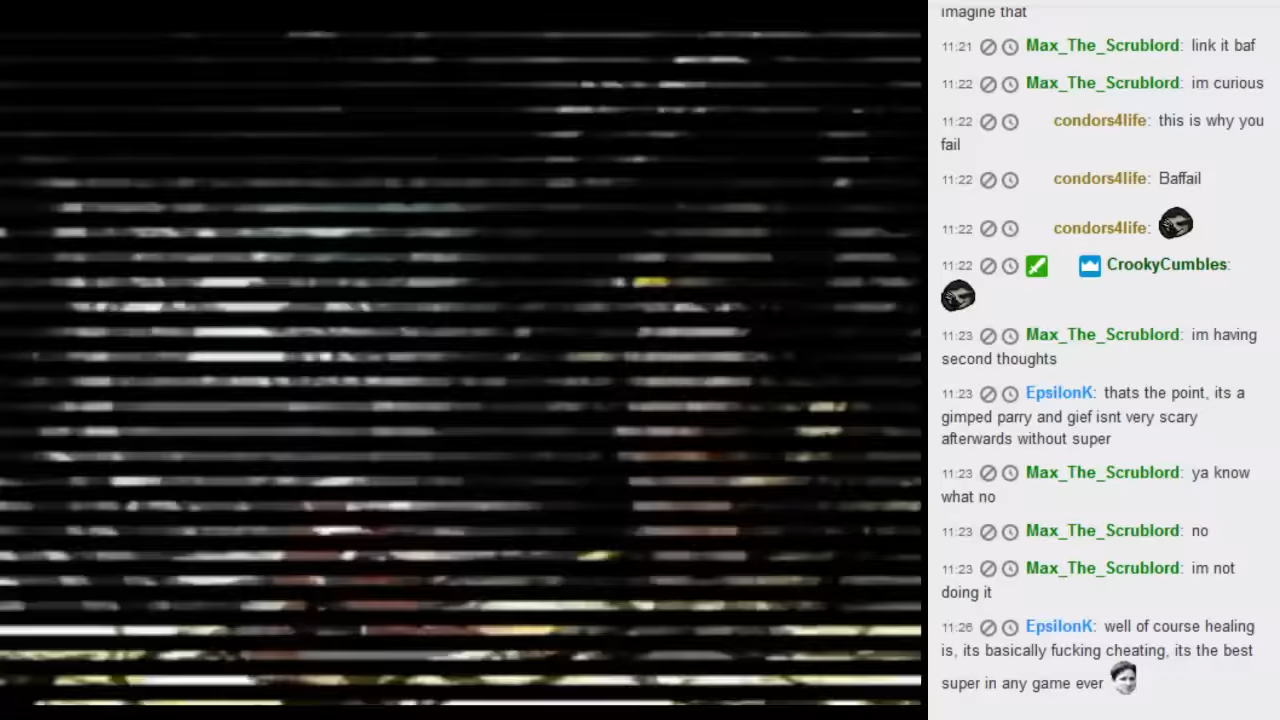 imagine that
11:21 Max_The_Scrublord: link it baf
11:22 Max_The_Scrublord: im curious
11:22 condors4life: this is why you
fail
11:22 condors4life: Baffail
11:22 condors4life:
11:22 CrookyCumbles:
11:23 Max_The_Scrublord: im having
second thoughts
11:23 EpsilonK: thats the point, its a
gimped parry and gief isnt very scary
afterwards without super
11:23 Max_The_Scrublord: ya know
what no
11:23 Max_The_Scrublord: no
11:23 Max_The_Scrublord: im not
doing it
11:26 EpsilonK: well of course healing
is, its basically fucking cheating, its the best
super in any game ever